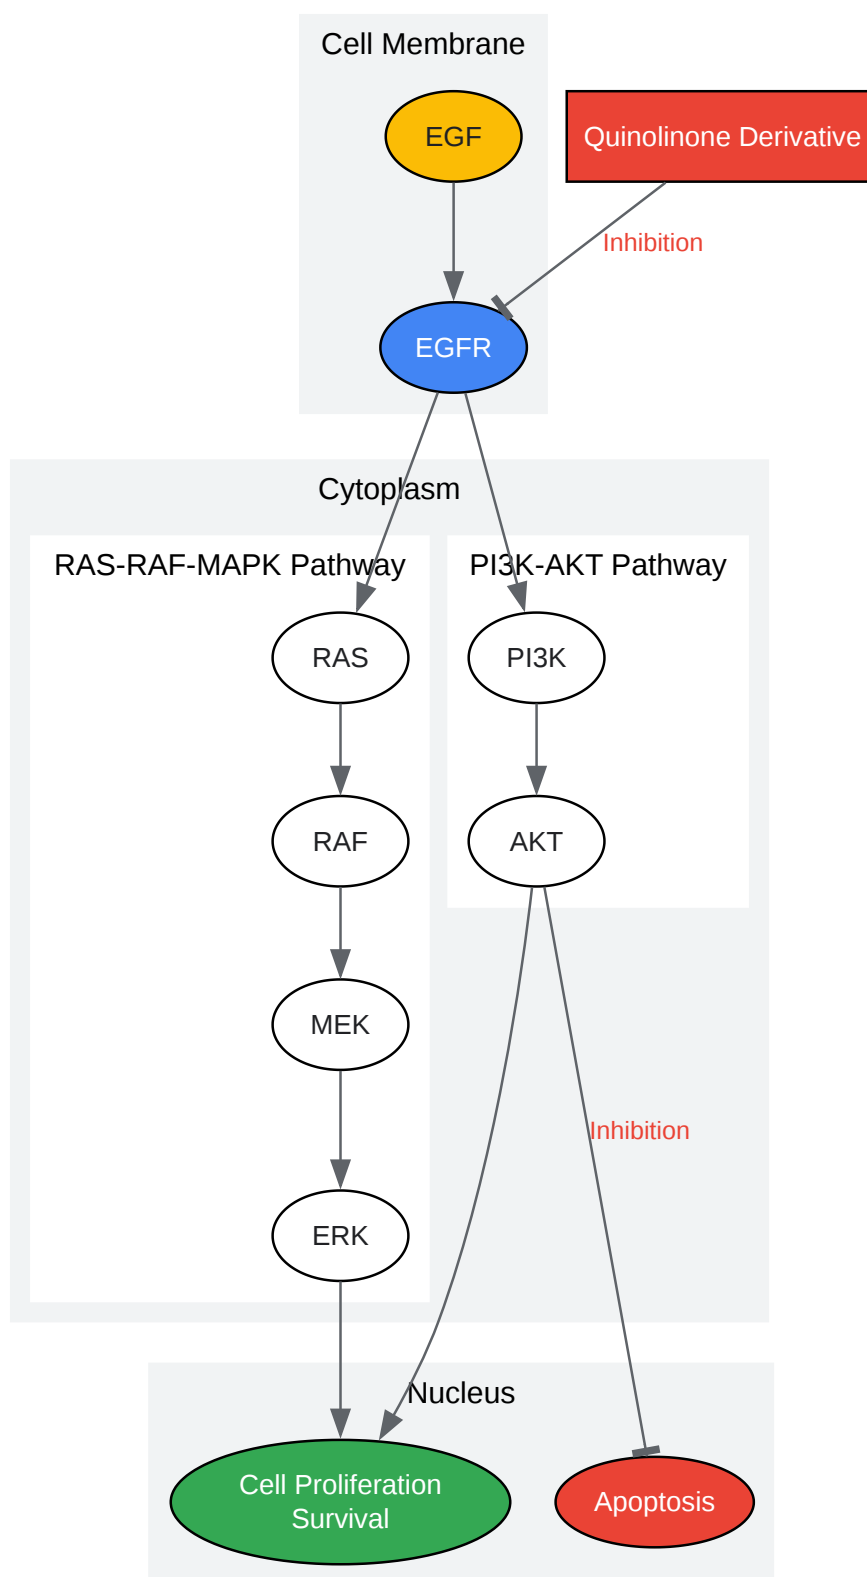 Cell Membrane
EGF
Quinolinone Derivative
Inhibition
EGFR
Cytoplasm
RAS-RAF-MAPK Pathway
PI3K-AKT Pathway
RAS
PI3K
RAF
AKT
MEK
Inhibition
ERK
Nucleus
Cell Proliferation
Survival
Apoptosis